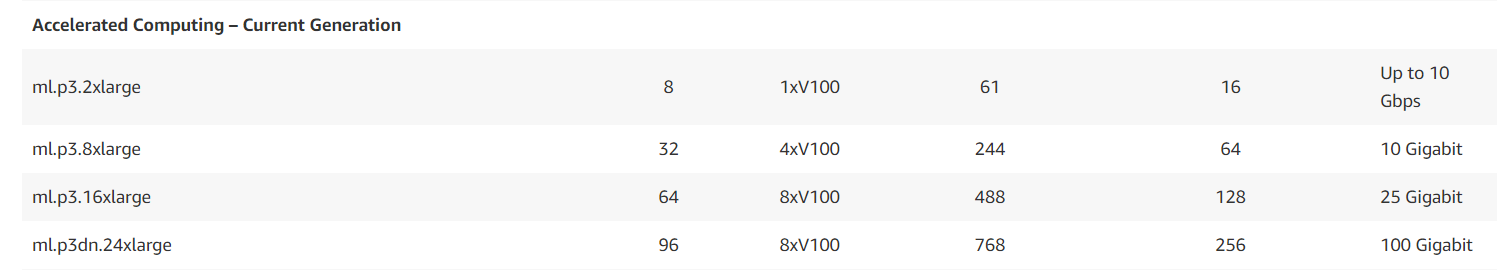 Accelerated Computing – Current Generation
ml.p3.2xlarge 8 1xV100 61 16 Up to 10
Gbps
ml.p3.8xlarge 32 4xV100 244 64 10 Gigabit
ml.p3.16xlarge 64 8xV100 488 128 25 Gigabit
ml.p3dn.24xlarge 96 8xV100 768 256 100 Gigabit